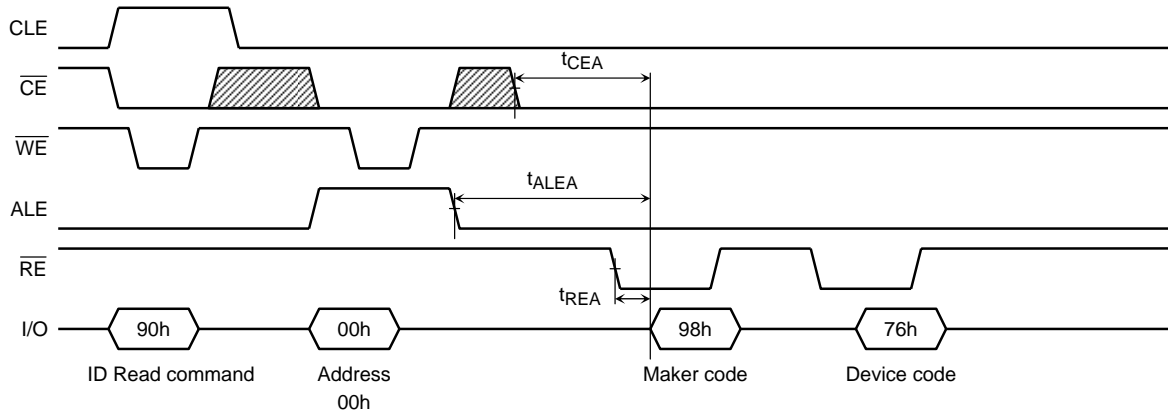 CLE
tCEA
CE
WE
tALEA
ALE
RE
tREA
I/O 90h 00h 98h 76h
ID Read command Address Maker code Device code
00h